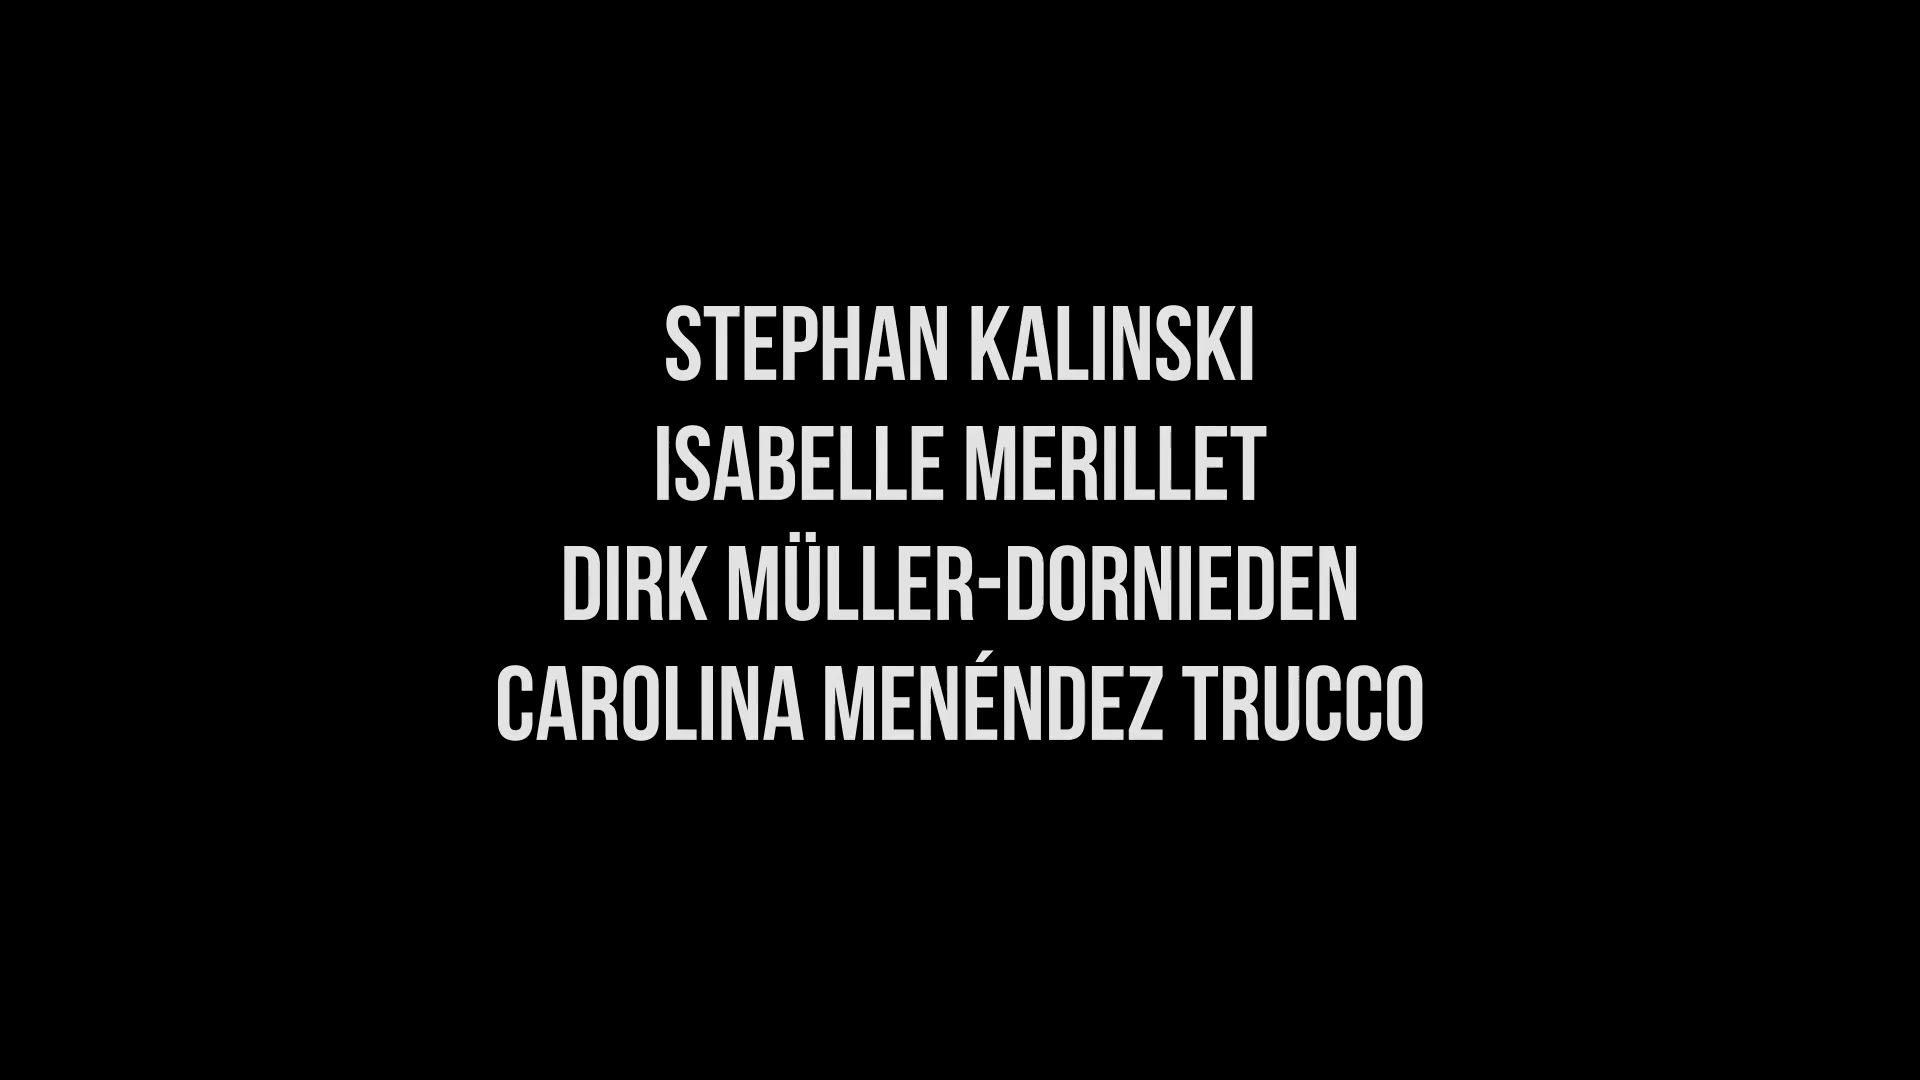 STEPHAN KALINSKI
ISABELLE MERILLET
DIRK MÜLLER-DORNIEDEN
CAROLINA MENÉNDEZ TRUCCO